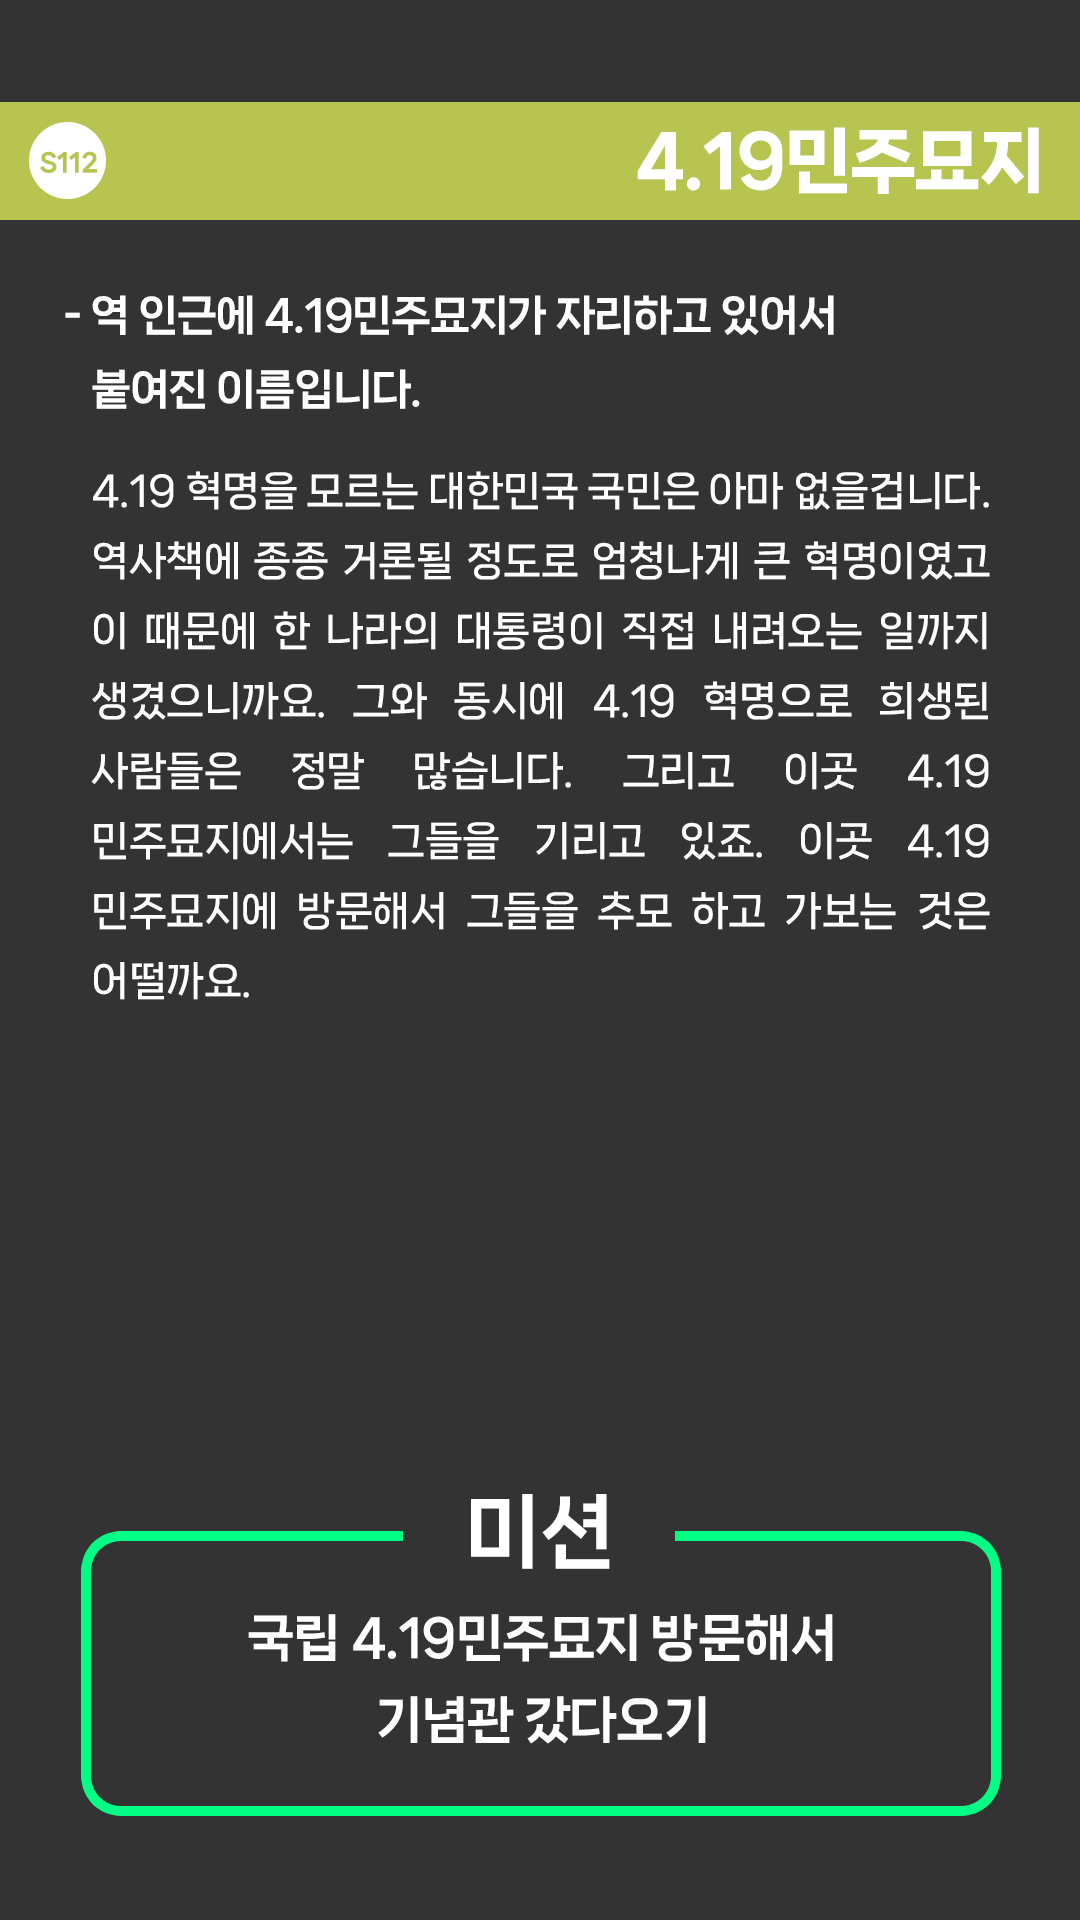 S112
4.19민주묘지
- 역 인근에 4.19민주묘지가 자리하고 있어서
붙여진 이름입니다.
4.19 혁명을 모르는 대한민국 국민은 아마 없을겁니다.
역사책에 종종 거론될 정도로 엄청나게 큰 혁명이였고
이 때문에 한 나라의 대통령이 직접 내려오는 일까지
생겼으니까요. 그와 동시에 4.19 혁명으로 희생된
사람들은 정말 많습니다. 그리고 이곳 4.19
민주묘지에서는 그들을 기리고 있죠. 이곳 4.19
민주묘지에 방문해서 그들을 추모 하고 가보는 것은
어떨까요.
미션
국립 4.19민주묘지 방문해서
기념관 갔다오기